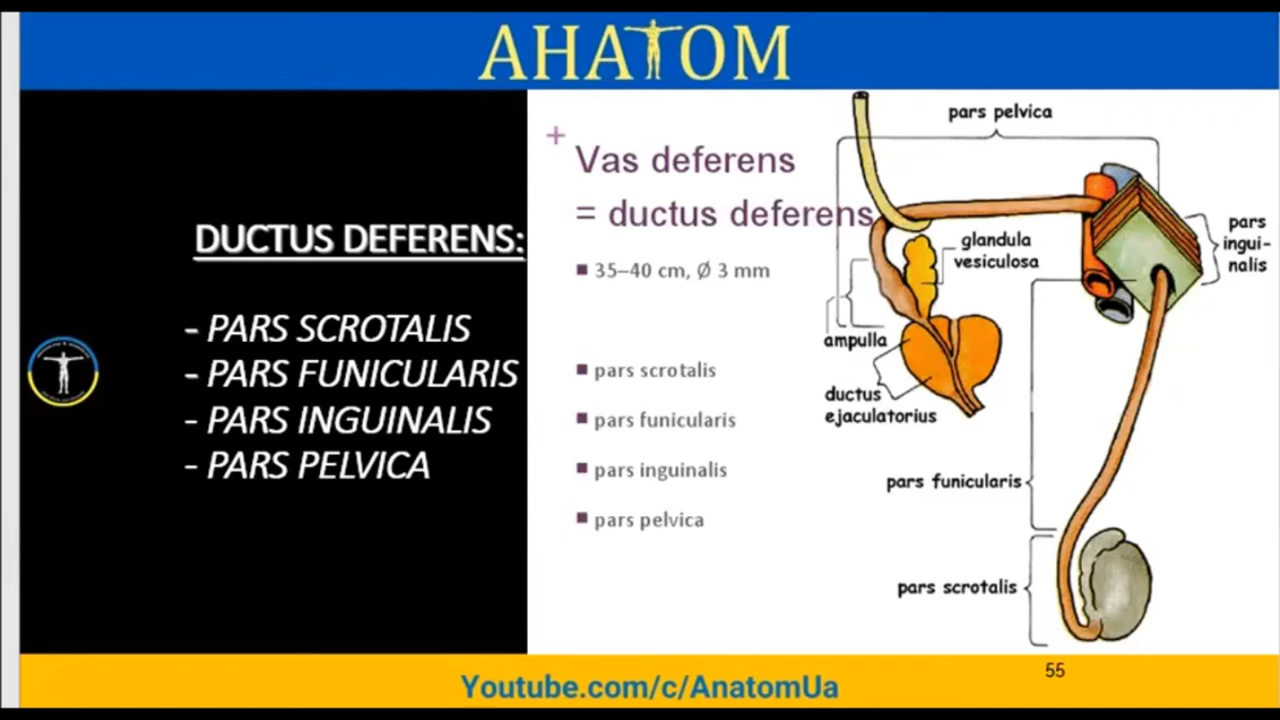 АНАТОМ
DUCTUS DEFERENS:
- PARS SCROTALIS
- PARS FUNICULARIS
- PARS INGUINALIS
- PARS PELVICA
+
Vas deferens
= ductus deferens
35–40 cm, Ø 3 mm
pars scrotalis
pars funicularis
pars inguinalis
pars pelvica
pars pelvica
pars
ingui-
nalis
glandula
vesiculosa
ampulla
ductus
ejaculatorius
pars funicularis
pars scrotalis
55
Youtube.com/c/AnatomUa